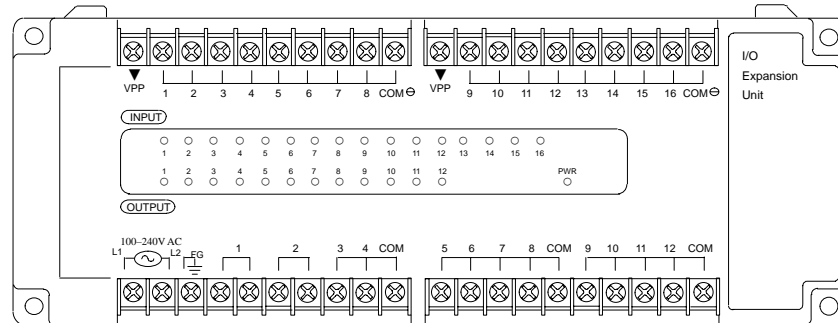 VPP 1 2 3 4 5 6 7 8 COM ⊖ VPP 9 10 11 12 13 14 15 16 COM ⊖
I/O
Expansion
Unit
INPUT
1 2 3 4 5 6 7 8 9 10 11 12 13 14 15 16
1 2 3 4 5 6 7 8 9 10 11 12 PWR
OUTPUT
100–240V AC
L1 L2 FG 1 2 3 4 COM 5 6 7 8 COM 9 10 11 12 COM